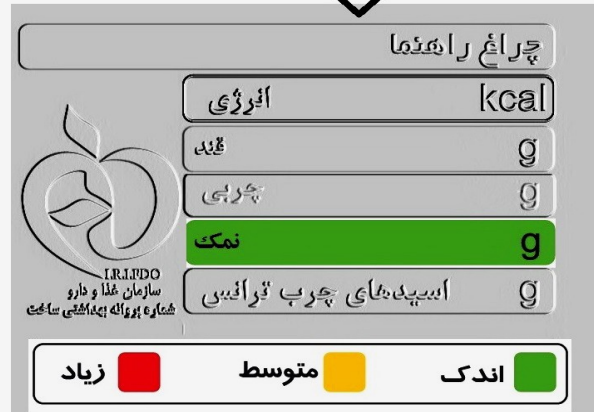 چراغ راهنما
انرژی kcal
قند g
چربی g
نمک g
اسیدهای چرب ترانس g
I.R.I.FDO
سازمان غذا و دارو
شماره پروانه بهداشتی ساخت
اندک متوسط زیاد